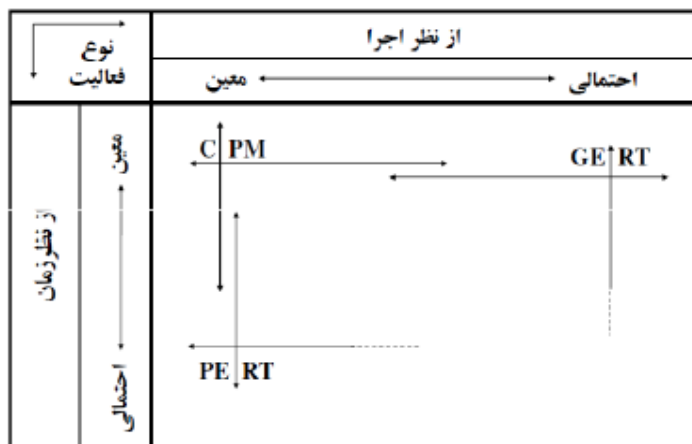 نوع
فعالیت
از نظر اجرا
معین
احتمالی
از نظر زمان
معین
احتمالی
C PM
GE RT
PE RT